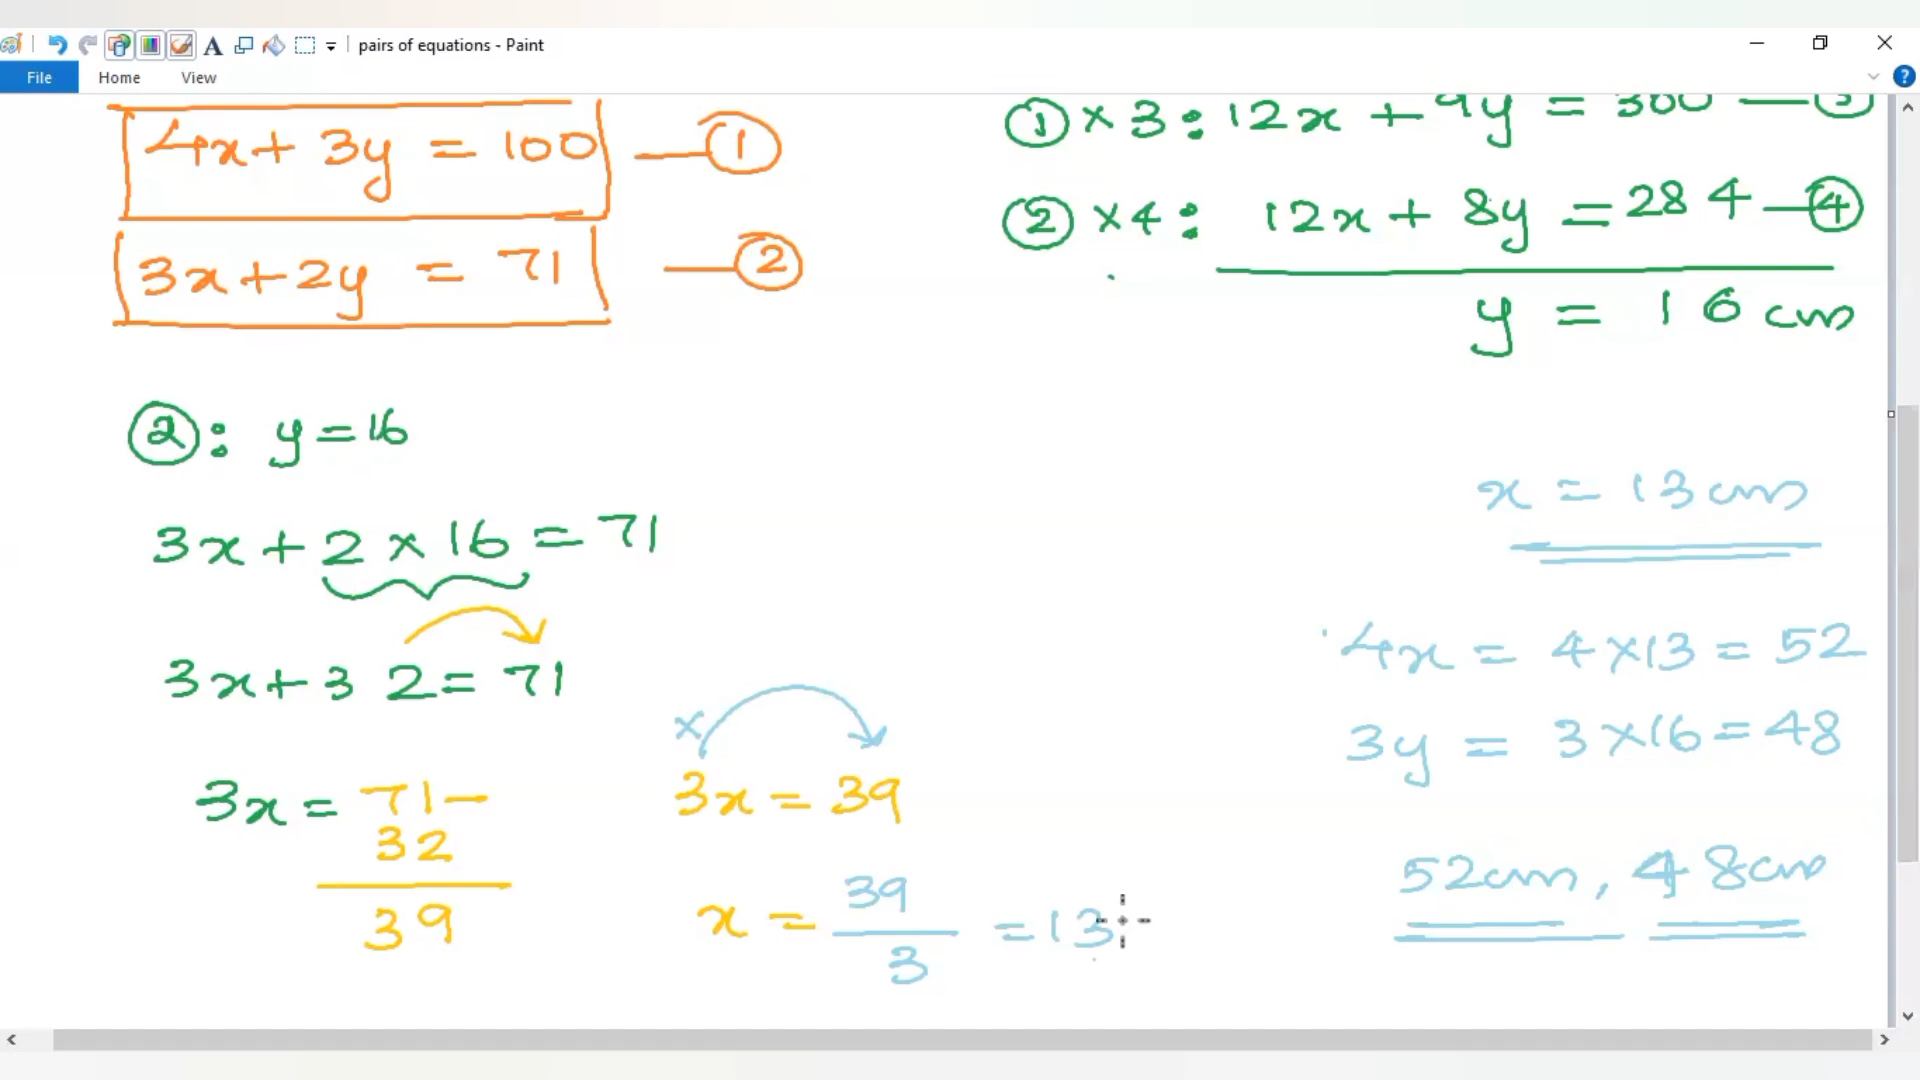 pairs of equations - Paint
File Home View
4x + 3y = 100 — ①
3x + 2y = 71 — ②
① × 3 : 12x + 9y = 300 — ③
② × 4 : 12x + 8y = 284 — ④
y = 16 cm
② : y = 16
3x + 2 × 16 = 71
3x + 32 = 71
3x = 71 -
32
39
×
3x = 39
x = 39
3
= 13
x = 13 cm
4x = 4 × 13 = 52
3y = 3 × 16 = 48
52cm, 48cm